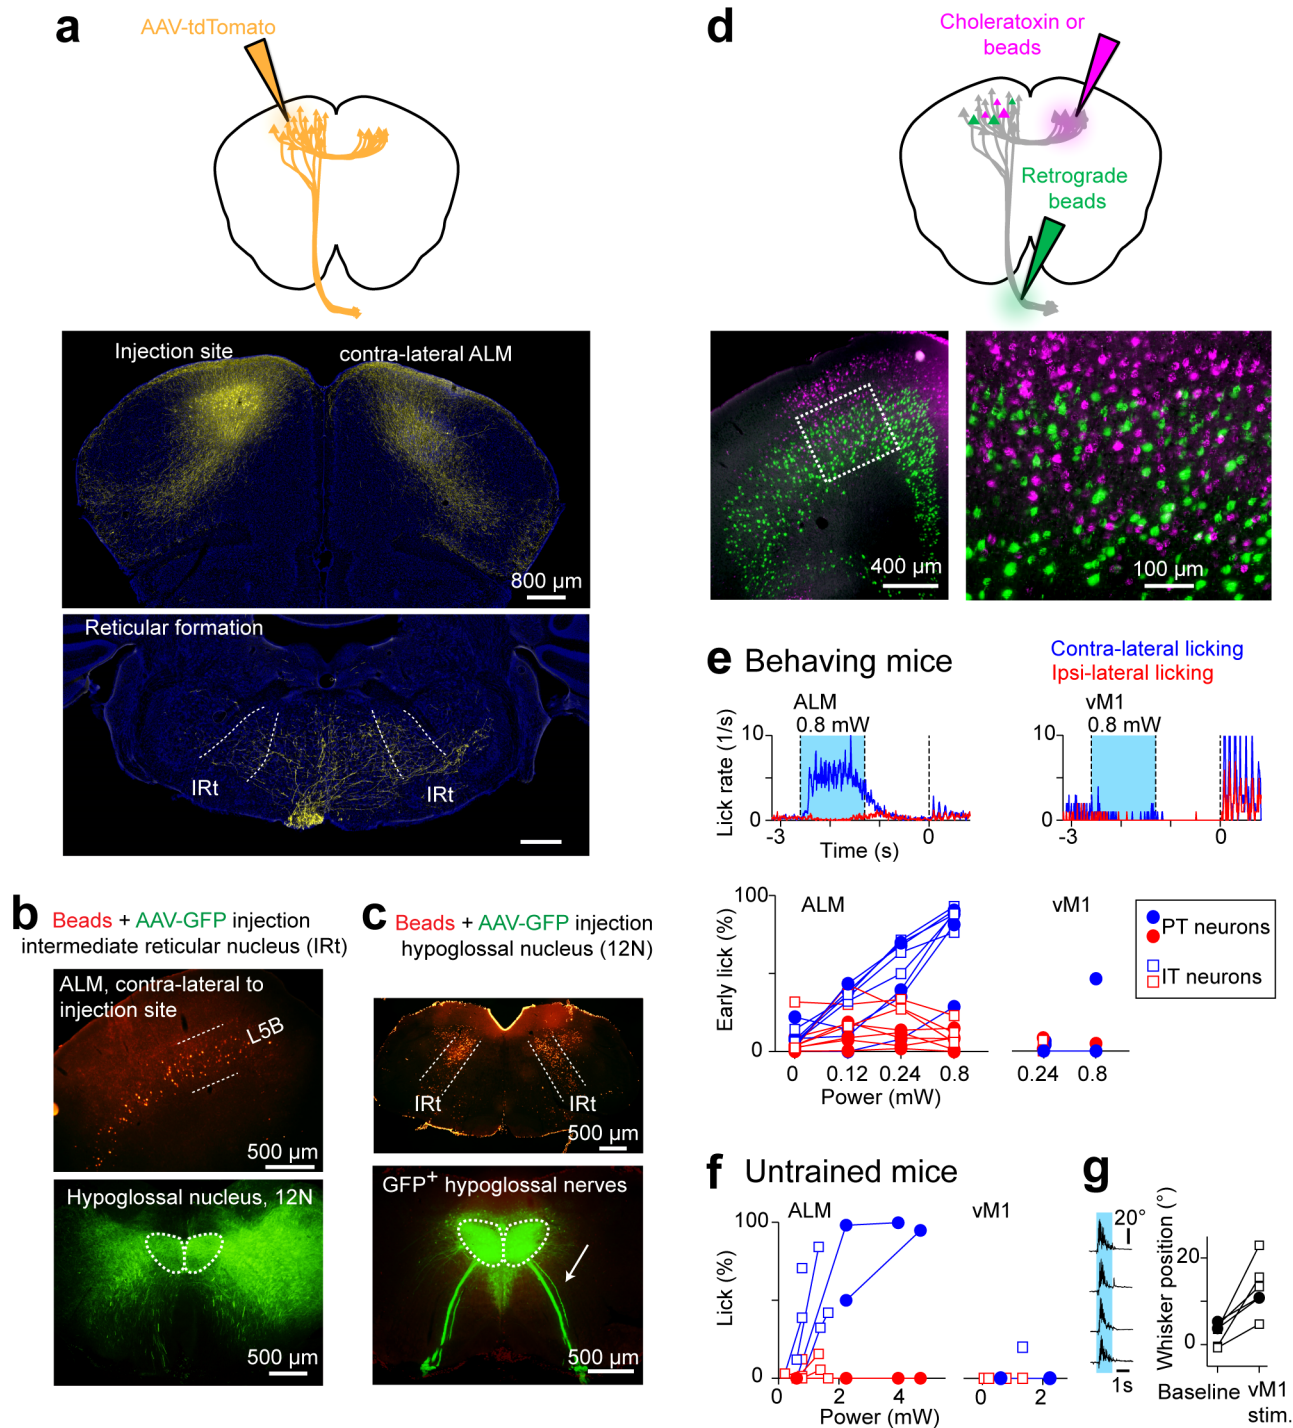 a
AAV-tdTomato
Injection site
contra-lateral ALM
800 µm
Reticular formation
IRt
IRt
b
Beads + AAV-GFP injection
intermediate reticular nucleus (IRt)
ALM, contra-lateral to
injection site
L5B
500 µm
Hypoglossal nucleus, 12N
500 µm
c
Beads + AAV-GFP injection
hypoglossal nucleus (12N)
IRt
IRt
500 µm
GFP+ hypoglossal nerves
500 µm
d
Choleratoxin or
beads
Retrograde
beads
400 µm
100 µm
e Behaving mice
Contra-lateral licking
Ipsi-lateral licking
ALM
0.8 mW
Lick rate (1/s)
10
0
-3
0
Time (s)
vM1
0.8 mW
10
0
-3
0
ALM
Early lick (%)
100
0
0 0.12 0.24 0.8
Power (mW)
vM1
0.24 0.8
PT neurons
IT neurons
f Untrained mice
ALM
Lick (%)
100
0
0 2 4
Power (mW)
vM1
0 2
g
20°
1s
Whisker position (°)
20
0
Baseline
vM1
stim.